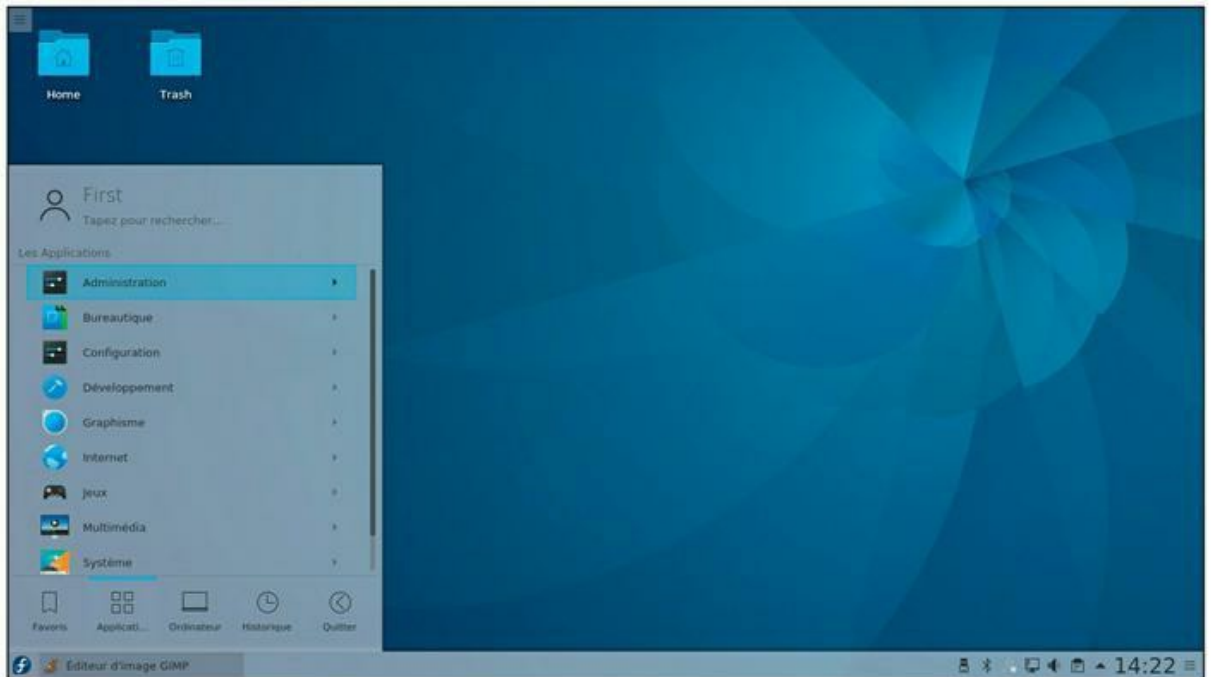 Home
Trash
First
Tapez pour rechercher...
Les Applications
Administration
Bureautique
Configuration
Développement
Graphisme
Internet
Jeux
Multimédia
Système
Favoris
Applicati...
Ordinateur
Historique
Quitter
Éditeur d'image GIMP
14:22